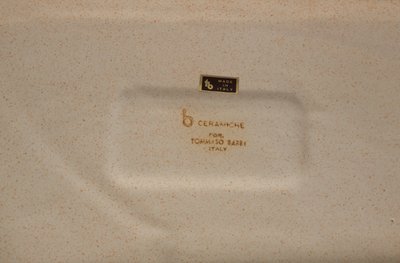 MADE
IN
ITALY
b CERAMICHE
FOR
TOMMASO BARBI
ITALY